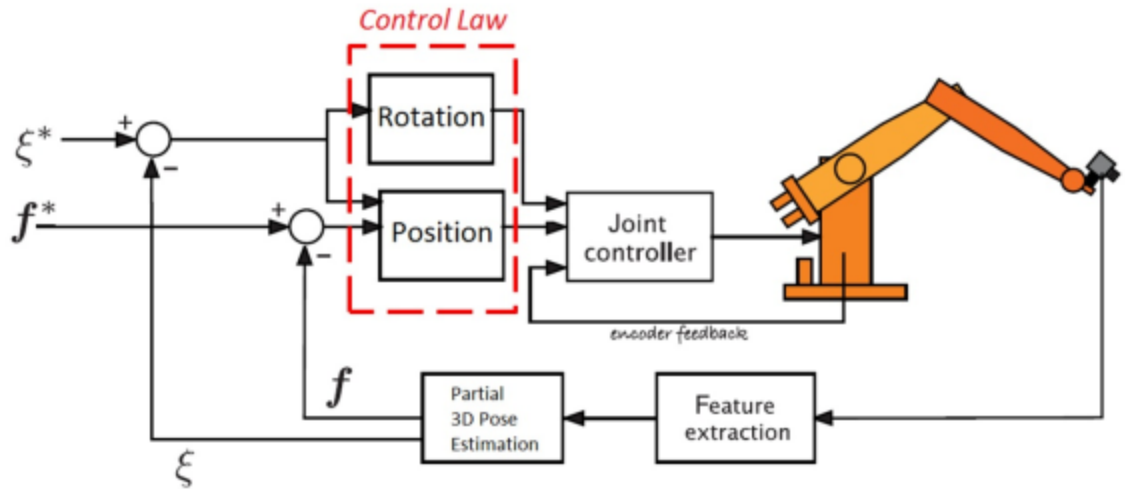 Control Law
Rotation
+
ξ*
−
f*
+
−
Position
Joint
controller
encoder feedback
f
Partial
3D Pose
Estimation
Feature
extraction
ξ